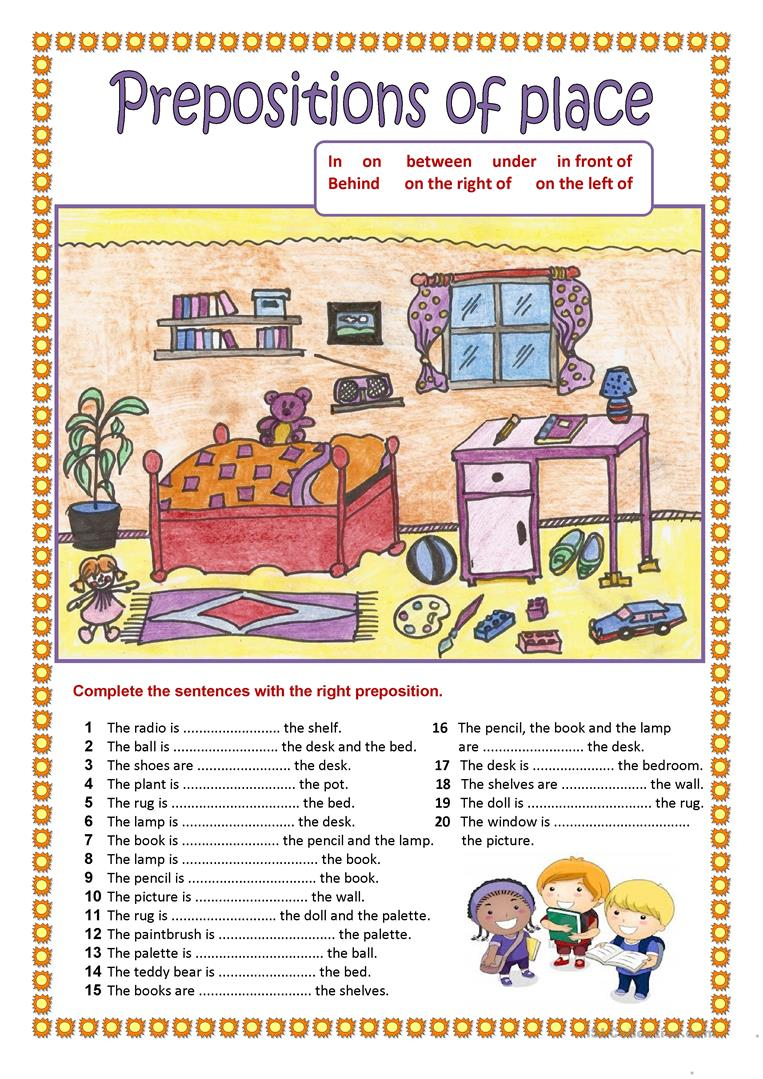 Prepositions of place
In on between under in front of
Behind on the right of on the left of
Complete the sentences with the right preposition.
1 The radio is ........................ the shelf.
2 The ball is .......................... the desk and the bed.
3 The shoes are ....................... the desk.
4 The plant is ............................ the pot.
5 The rug is ............................... the bed.
6 The lamp is ............................ the desk.
7 The book is ........................ the pencil and the lamp.
8 The lamp is .................................. the book.
9 The pencil is ................................ the book.
10 The picture is ............................ the wall.
11 The rug is .......................... the doll and the palette.
12 The paintbrush is .............................. the palette.
13 The palette is ................................ the ball.
14 The teddy bear is ........................ the bed.
15 The books are ............................ the shelves.
16 The pencil, the book and the lamp
are ......................... the desk.
17 The desk is .................... the bedroom.
18 The shelves are ..................... the wall.
19 The doll is ............................... the rug.
20 The window is ..................................
the picture.